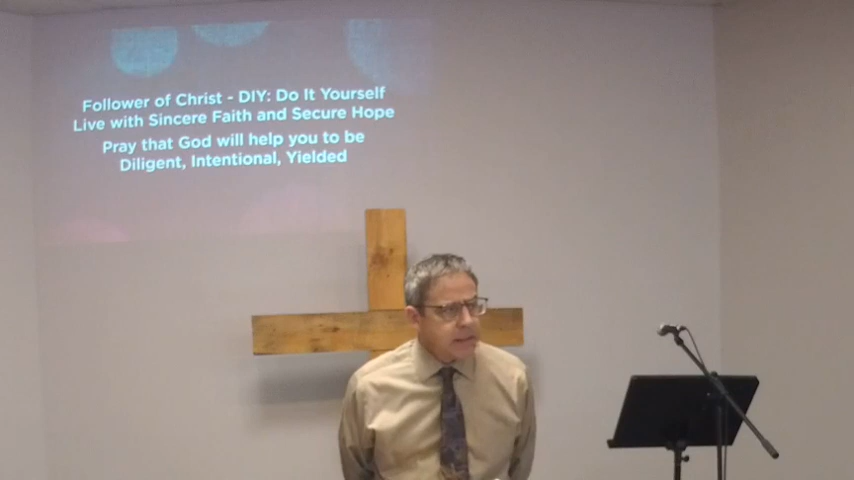 Follower of Christ - DIY: Do It Yourself
Live with Sincere Faith and Secure Hope
Pray that God will help you to be
Diligent, Intentional, Yielded